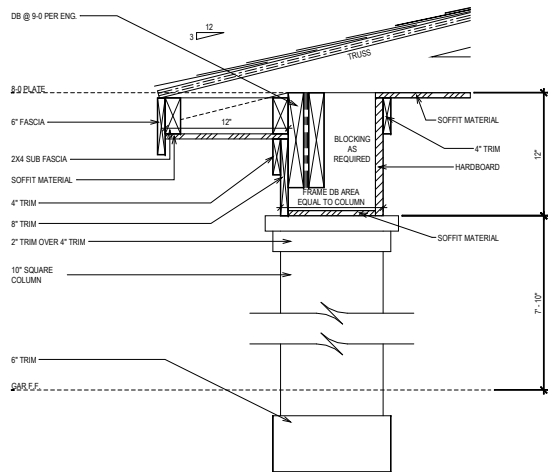 DB @ 9-0 PER ENG.
12
3
TRUSS
8-0 PLATE
6" FASCIA
12"
2X4 SUB FASCIA
SOFFIT MATERIAL
4" TRIM
8" TRIM
2" TRIM OVER 4" TRIM
10" SQUARE
COLUMN
6" TRIM
GAR F.F.
BLOCKING
AS
REQUIRED
FRAME DB AREA
EQUAL TO COLUMN
SOFFIT MATERIAL
4" TRIM
HARDBOARD
SOFFIT MATERIAL
12"
7' - 10"